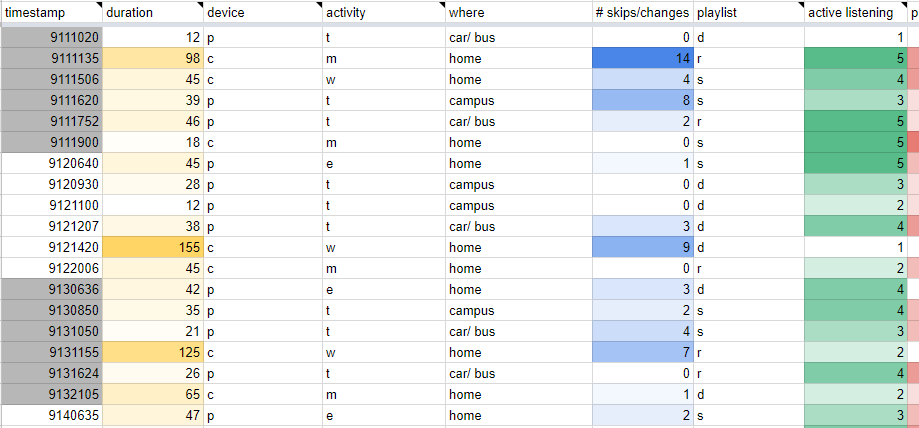 timestamp duration device activity where # skips/changes playlist active listening p
9111020 12 p t car/ bus 0 d 1
9111135 98 c m home 14 r 5
9111506 45 c w home 4 s 4
9111620 39 p t campus 8 s 3
9111752 46 p t car/ bus 2 r 5
9111900 18 c m home 0 s 5
9120640 45 p e home 1 s 5
9120930 28 p t campus 0 d 3
9121100 12 p t campus 0 d 2
9121207 38 p t car/ bus 3 d 4
9121420 155 c w home 9 d 1
9122006 45 c m home 0 r 2
9130636 42 p e home 3 d 4
9130850 35 p t campus 2 s 4
9131050 21 p t car/ bus 4 s 3
9131155 125 c w home 7 r 2
9131624 26 p t car/ bus 0 r 4
9132105 65 c m home 1 d 2
9140635 47 p e home 2 s 3